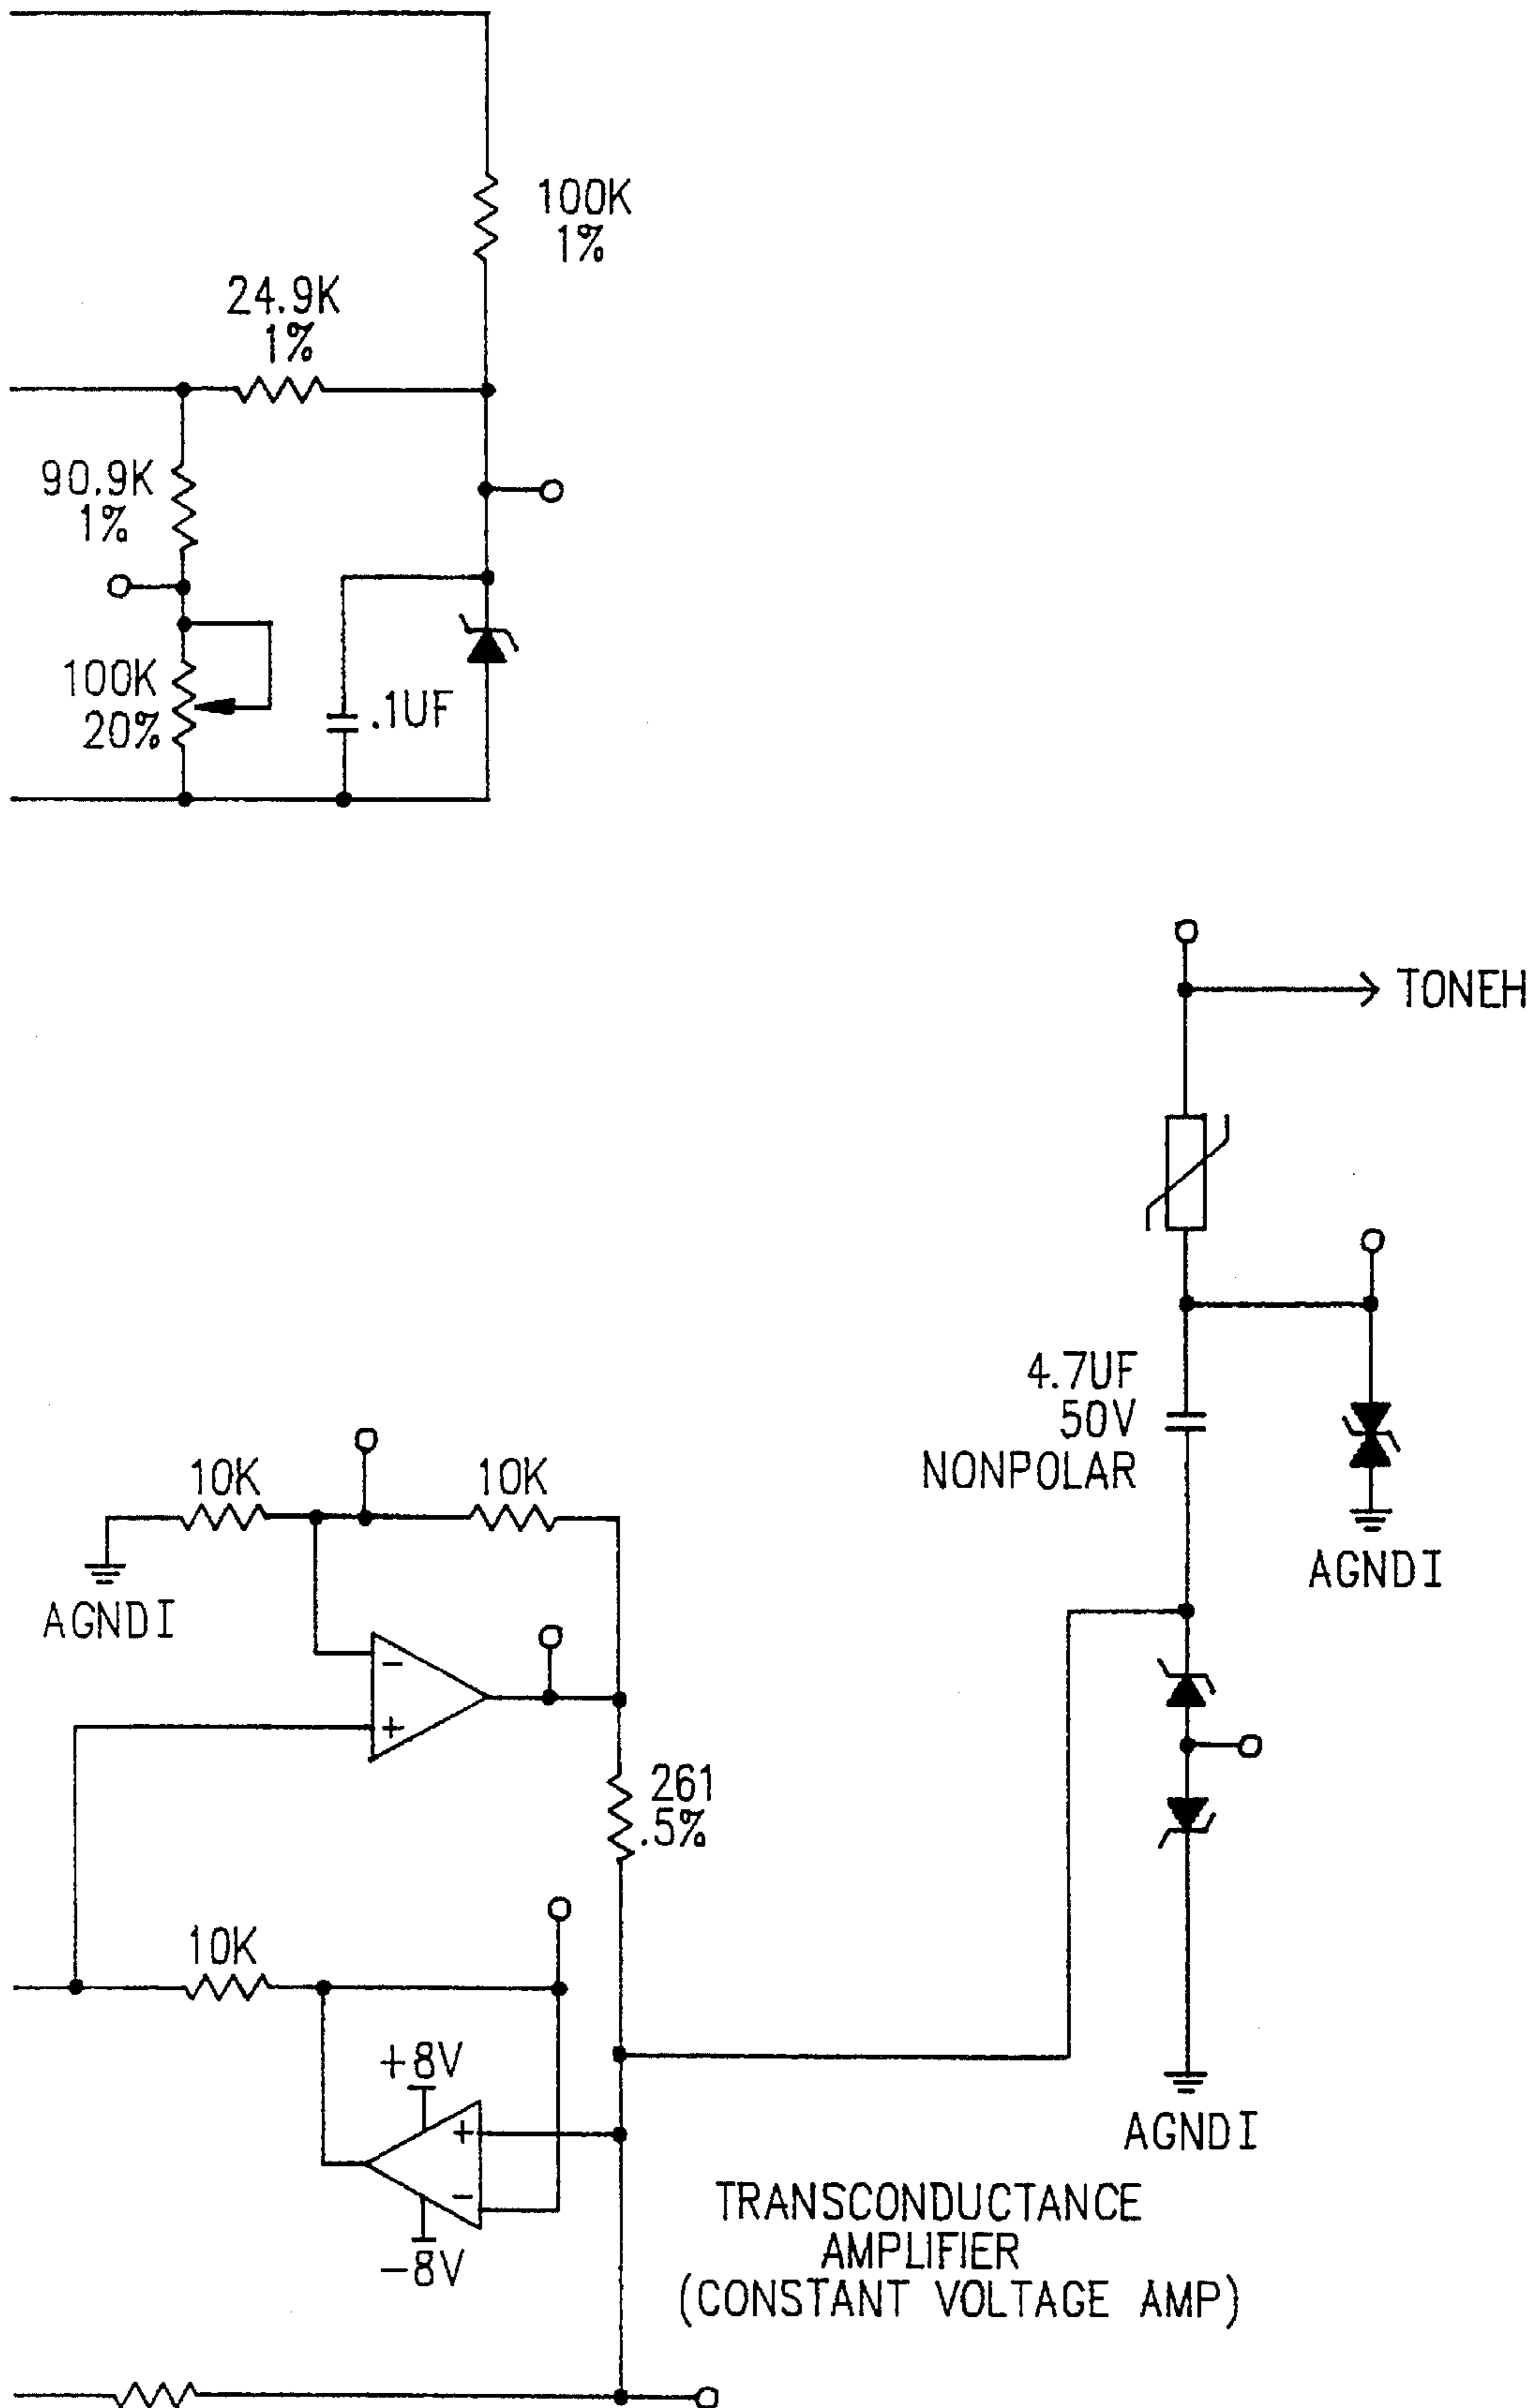 100K
1%
24.9K
1%
90.9K
1%
100K
20%
.1UF
TONEH
4.7UF
50V
NONPOLAR
AGNDI
10K
10K
AGNDI
-
+
261
.5%
10K
+8V
+
-
-8V
AGNDI
TRANSCONDUCTANCE
AMPLIFIER
(CONSTANT VOLTAGE AMP)